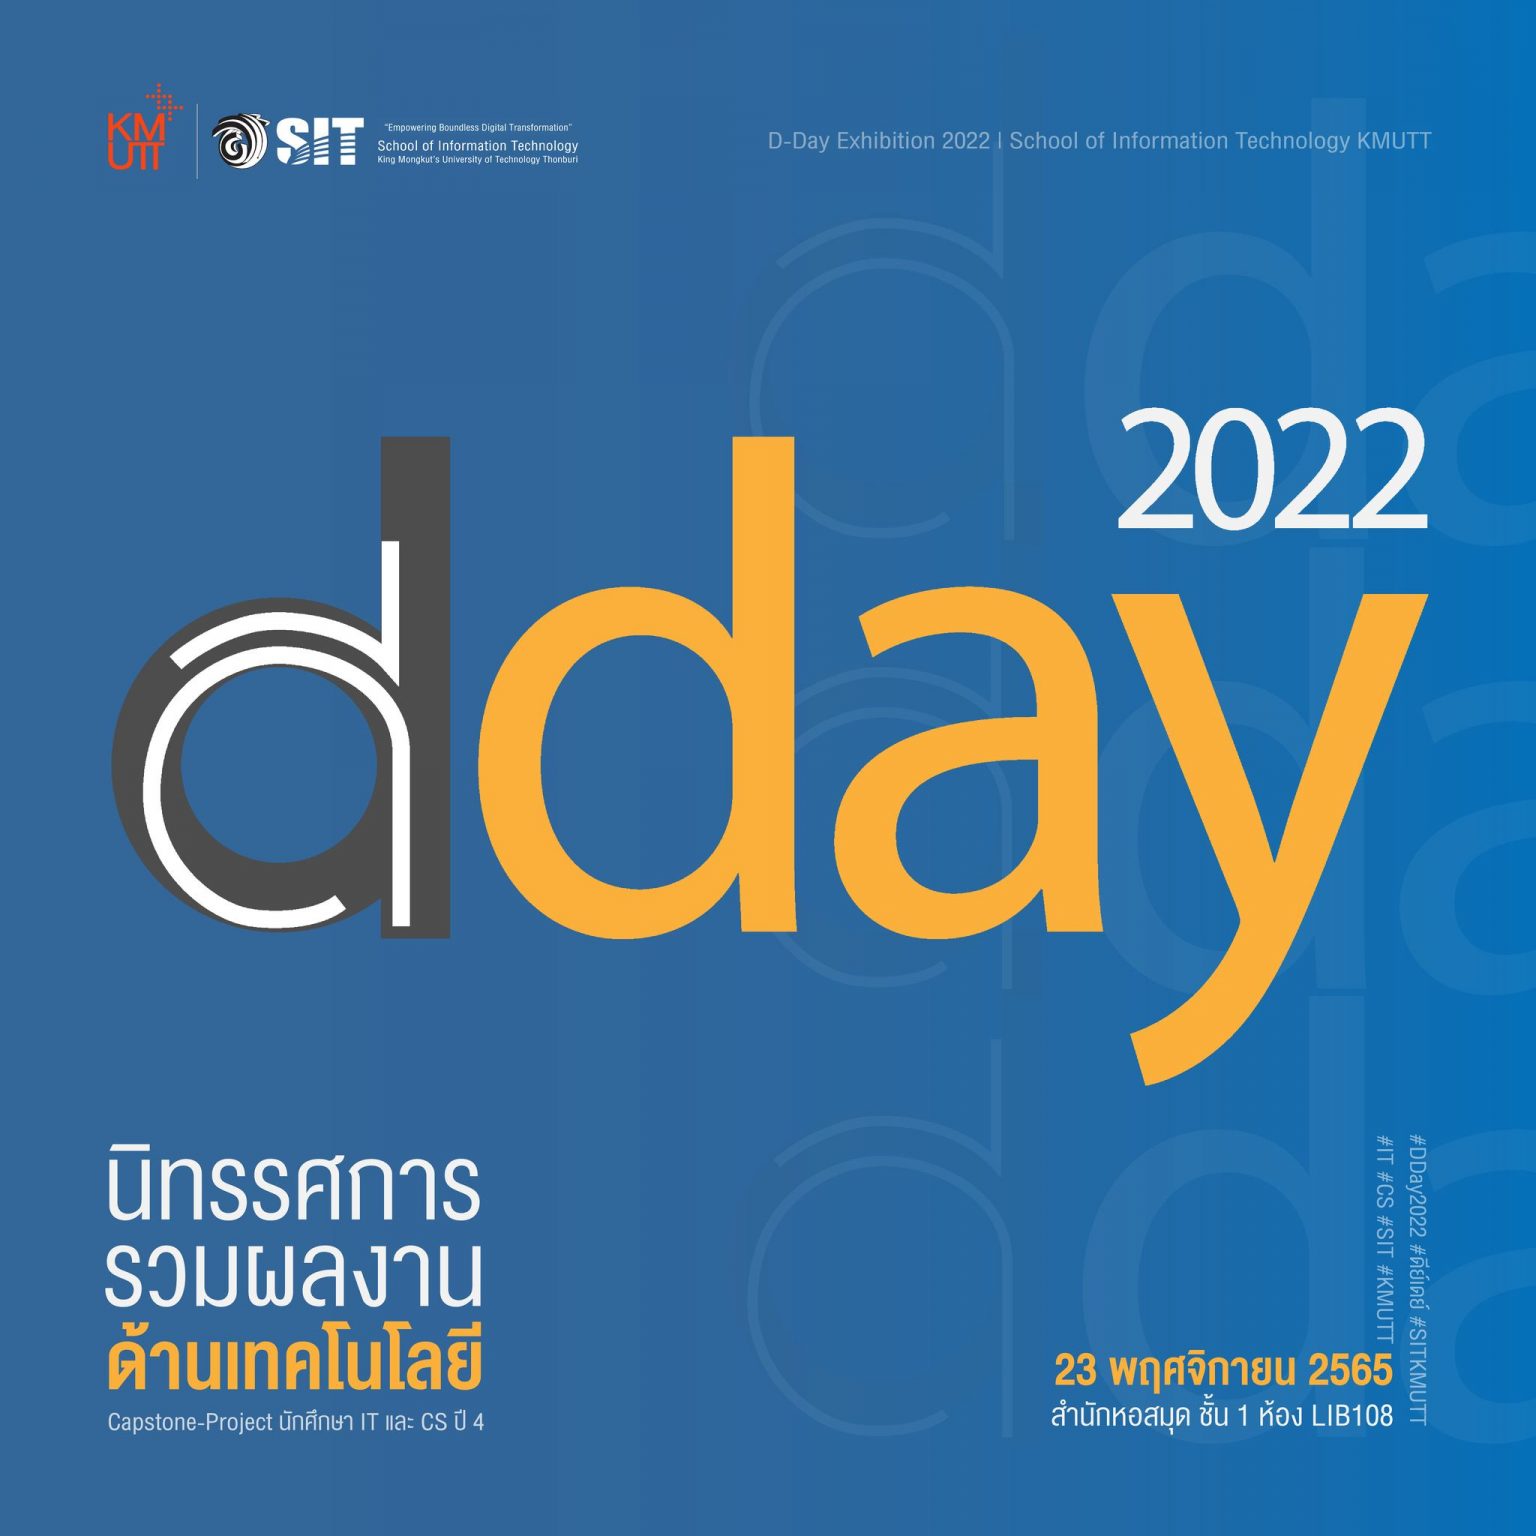 KM
UTT
SIT
"Empowering Boundless Digital Transformation"
School of Information Technology
King Mongkut's University of Technology Thonburi
D-Day Exhibition 2022 | School of Information Technology KMUTT
2022
dday
นิทรรศการ
รวมผลงาน
ด้านเทคโนโลยี
Capstone-Project นักศึกษา IT และ CS ปี 4
#DDay2022 #ดีย์เดย์ #SITKMUTT
#IT #CS #SIT #KMUTT
23 พฤศจิกายน 2565
สำนักหอสมุด ชั้น 1 ห้อง LIB108